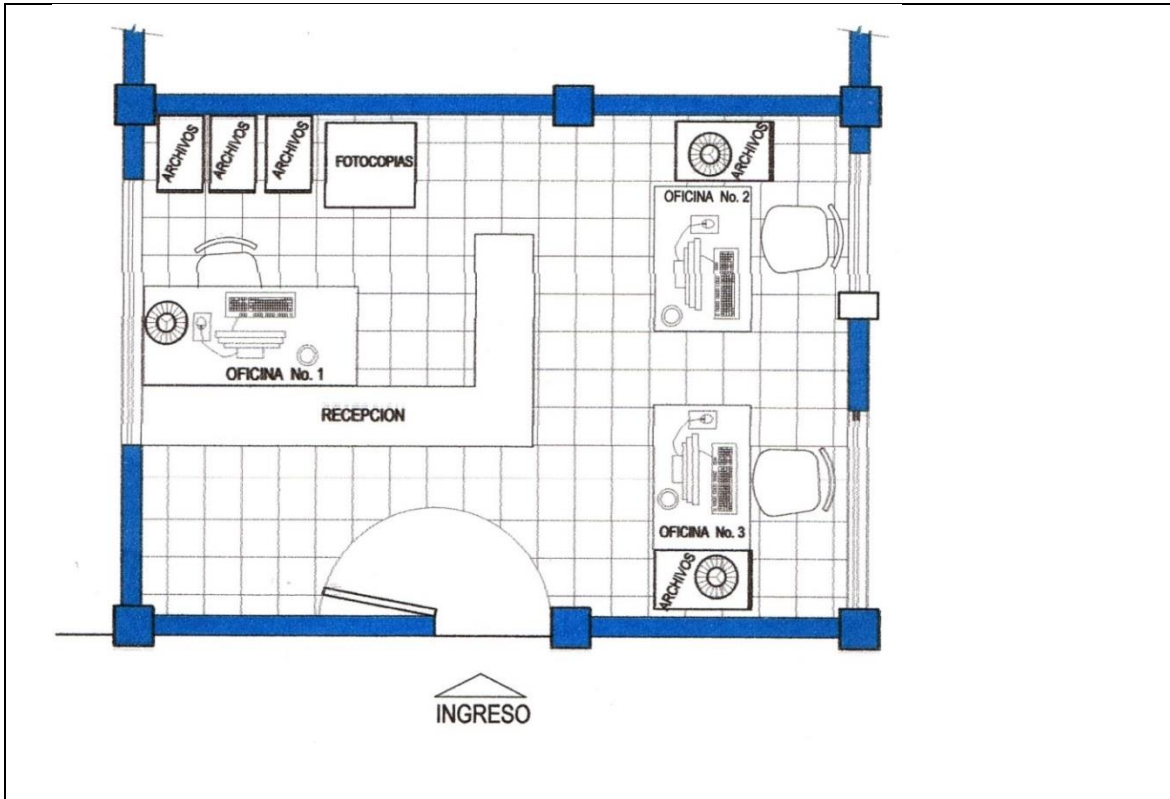 ARCHIVOS
ARCHIVOS
ARCHIVOS
FOTOCOPIAS
ARCHIVOS
OFICINA No. 2
OFICINA No. 1
RECEPCION
OFICINA No. 3
ARCHIVOS
INGRESO